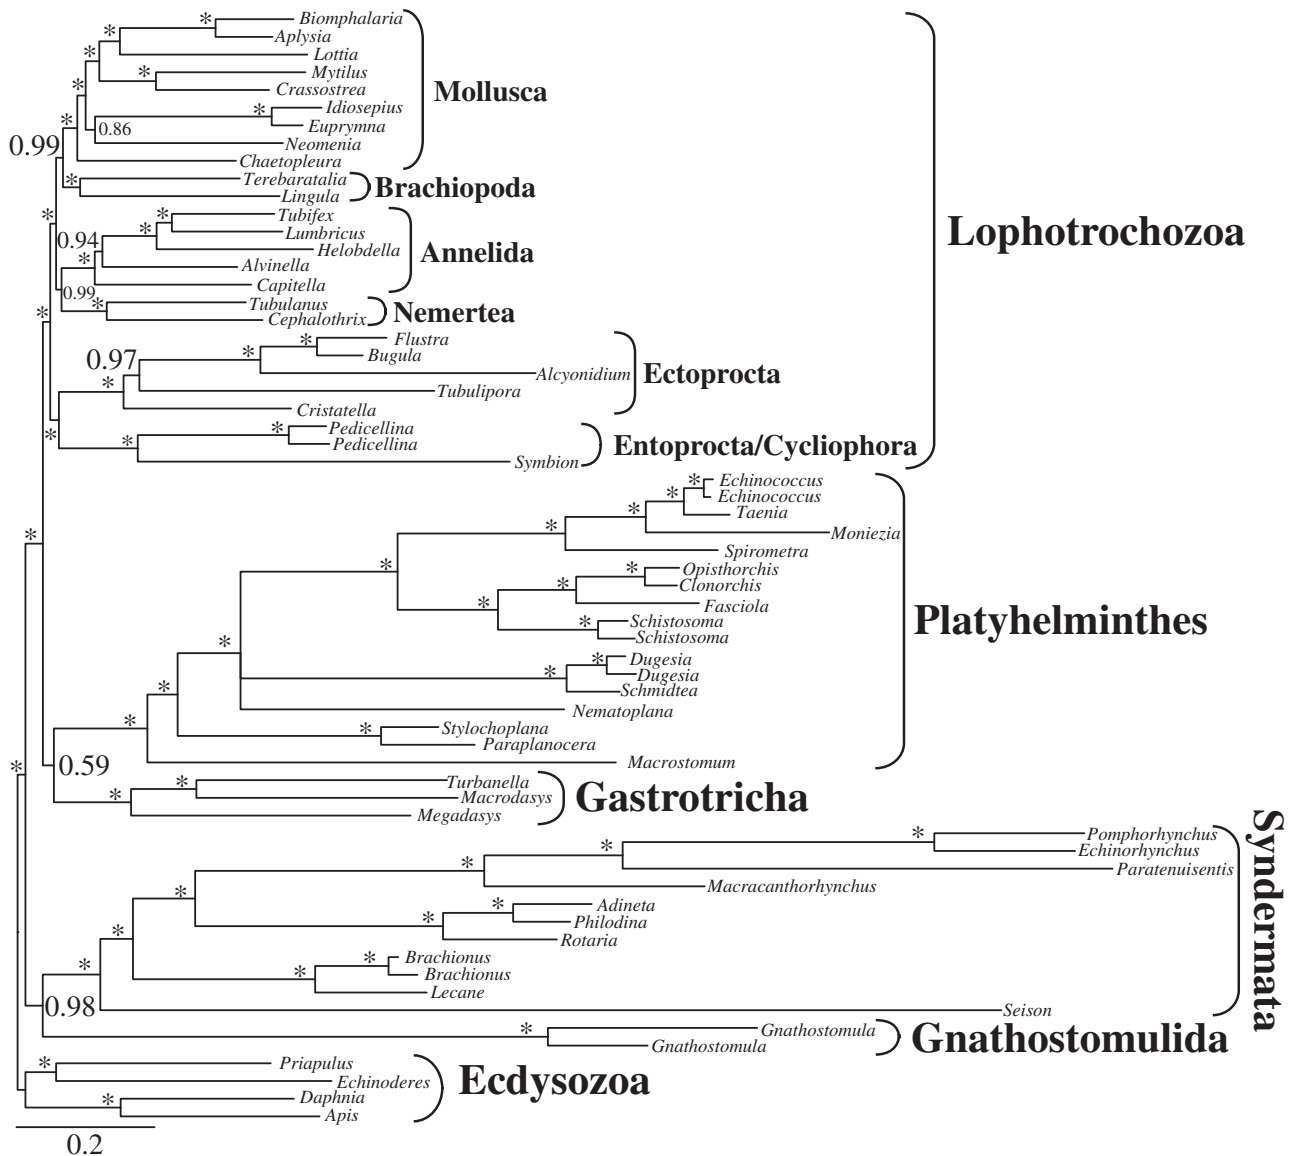 * Biomphalaria
* Aplysia
Lottia
* Mytilus
* Crassostrea
Mollusca
* Idiosepius
* Euprymna
0.86
* Neomenia
0.99
Chaetopleura
Terebaratalia
* Brachiopoda
Lingula
* Tubifex
* Lumbricus
* Lophotrochozoa
0.94
Helobdella
Annelida
* Alvinella
Capitella
0.99
* Tubulanus
Nemertea
* Cephalothrix
* Flustra
0.97
* Bugula
Alcyonidium
Ectoprocta
* Tubulipora
Cristatella
* Pedicellina
* * Pedicellina
Entoprocta/Cycliophora
Symbion
* Echinococcus
* Echinococcus
* Taenia
* * Moniezia
Spirometra
* * Opisthorchis
* Clonorchis
* Fasciola
* Schistosoma
Platyhelminthes
Schistosoma
* * Dugesia
* Dugesia
* Schmidtea
Nematoplana
* * Stylochoplana
Paraplanocera
Macrostomum
0.59
* * Turbanella
* Macrodasys
Gastrotricha
Megadasys
* Pomphorhynchus
* Echinorhynchus
* Paratenuisentis
* Macracanthorhynchus
* Adineta
* Philodina
* Rotaria
* * Brachionus
* Brachionus
Lecane
Syndermata
0.98
Seison
* Gnathostomula
Gnathostomula
Gnathostomulida
* Priapulus
Echinoderes
Ecdysozoa
* Daphnia
Apis
0.2